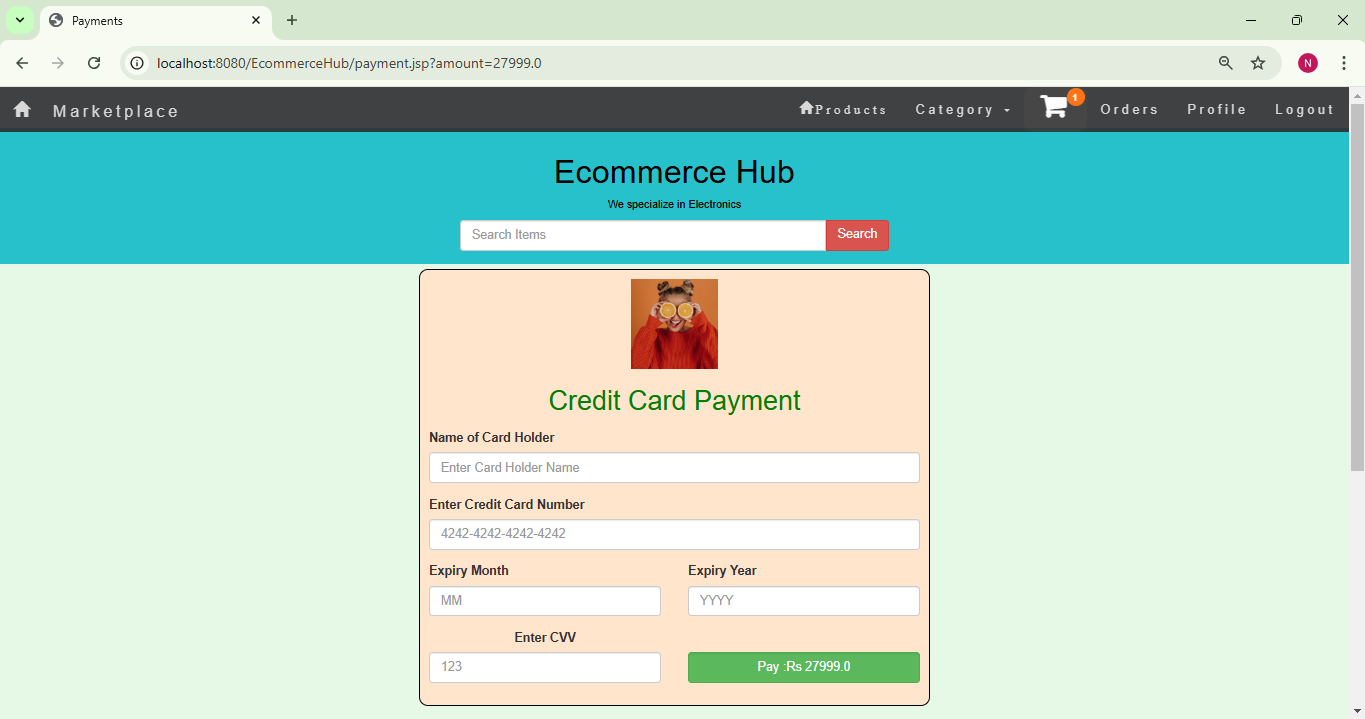 Payments
localhost:8080/EcommerceHub/payment.jsp?amount=27999.0
N
Marketplace
Products Category 1 Orders Profile Logout
Ecommerce Hub
We specialize in Electronics
Search Items Search
Credit Card Payment
Name of Card Holder
Enter Card Holder Name
Enter Credit Card Number
4242-4242-4242-4242
Expiry Month Expiry Year
MM YYYY
Enter CVV
123 Pay :Rs 27999.0